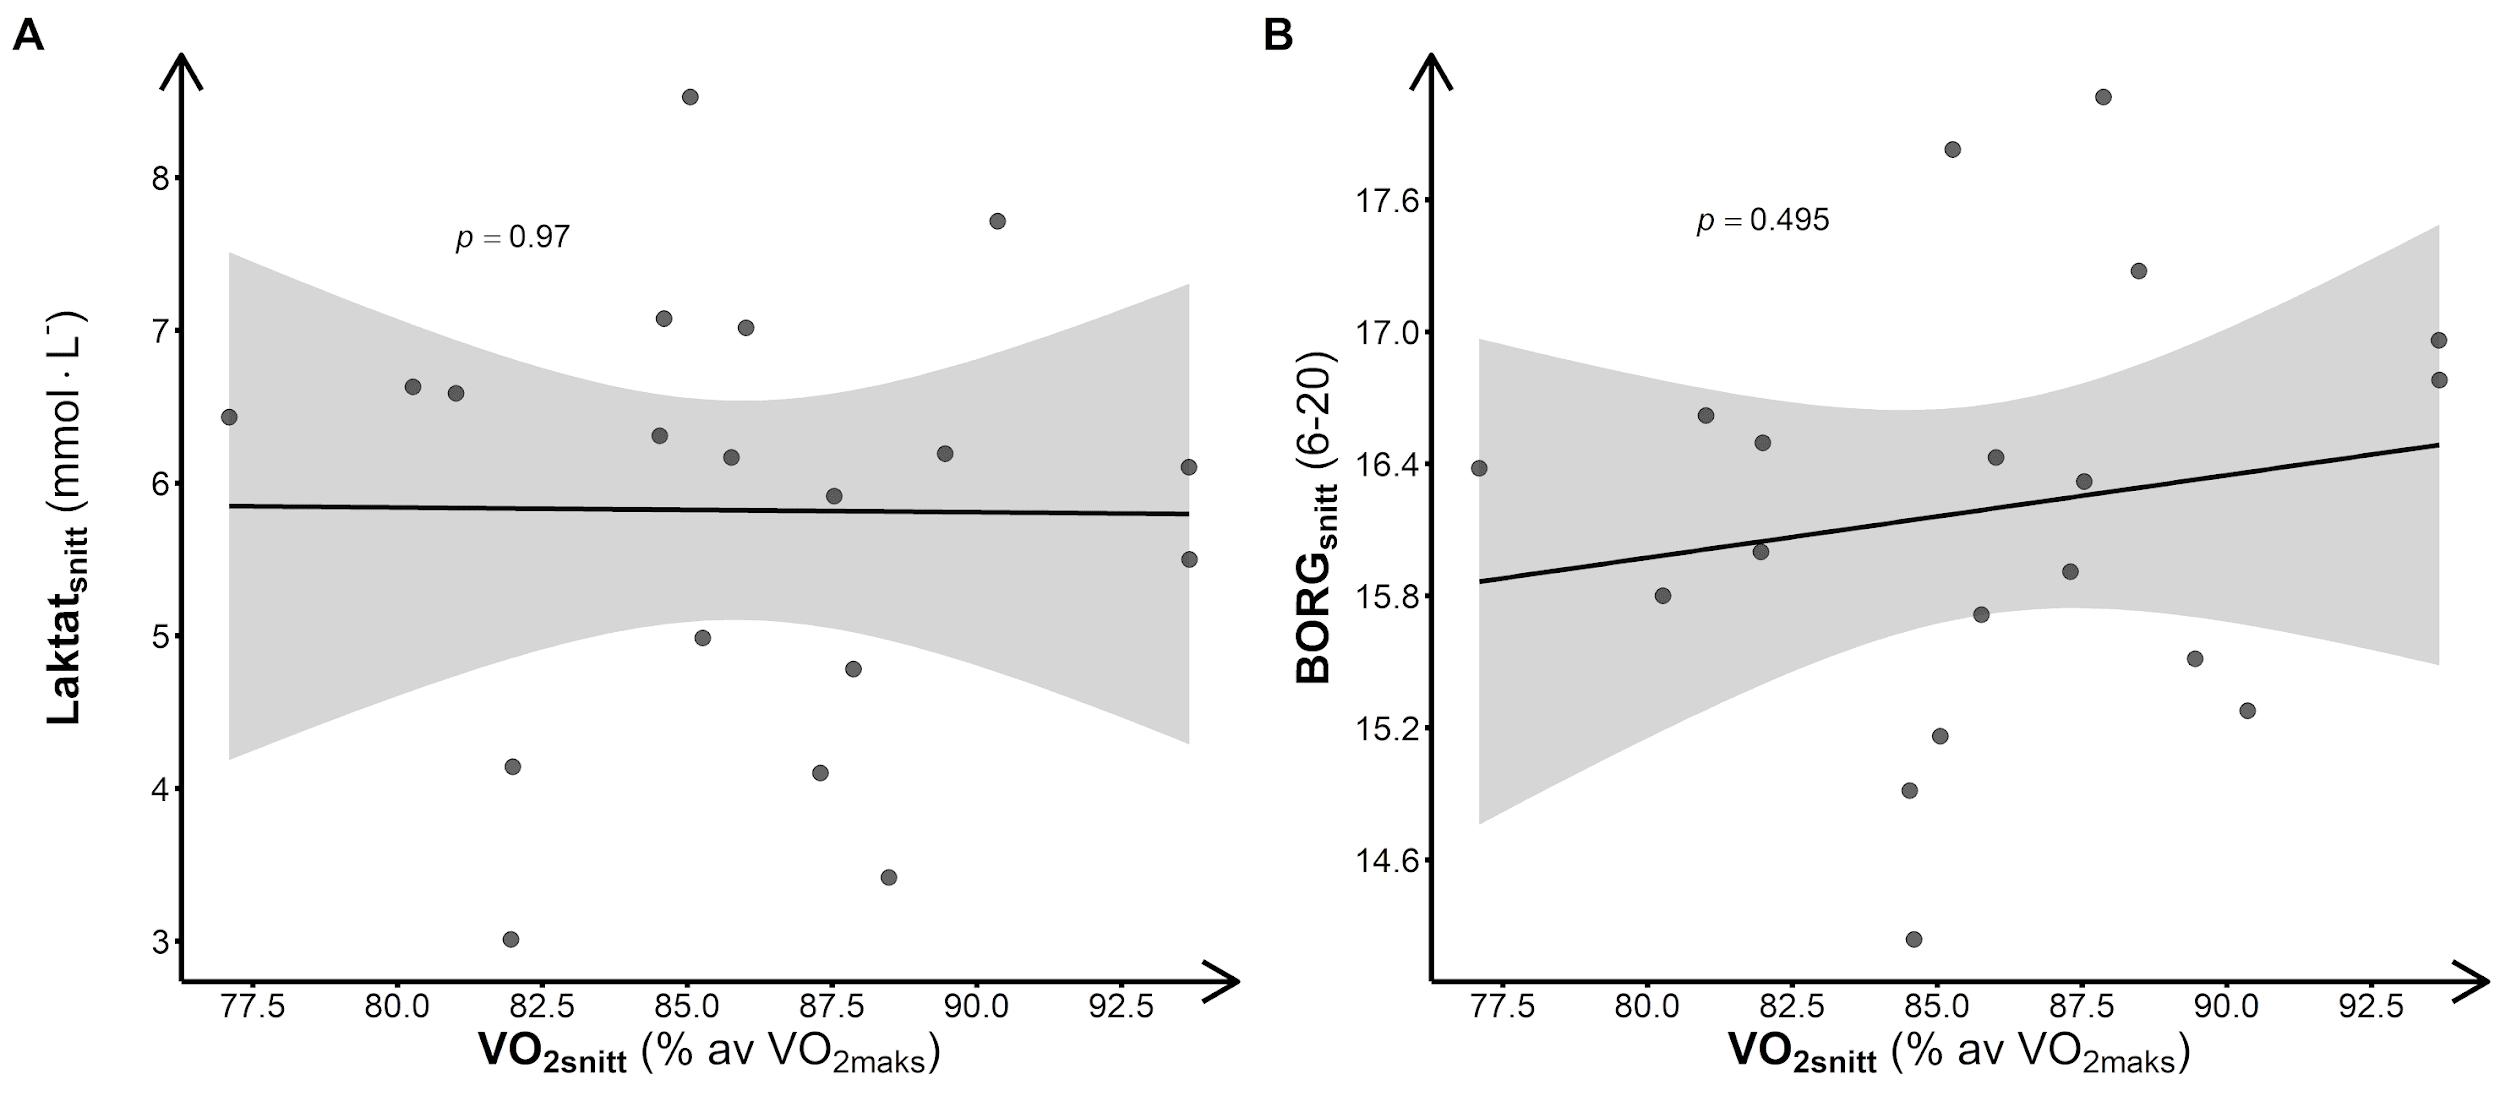 A
Laktatsnitt (mmol · L⁻)
8
7
6
5
4
3
p = 0.97
77.5 80.0 82.5 85.0 87.5 90.0 92.5
VO2snitt (% av VO2maks)
B
BORGsnitt (6-20)
17.6
17.0
16.4
15.8
15.2
14.6
p = 0.495
77.5 80.0 82.5 85.0 87.5 90.0 92.5
VO2snitt (% av VO2maks)